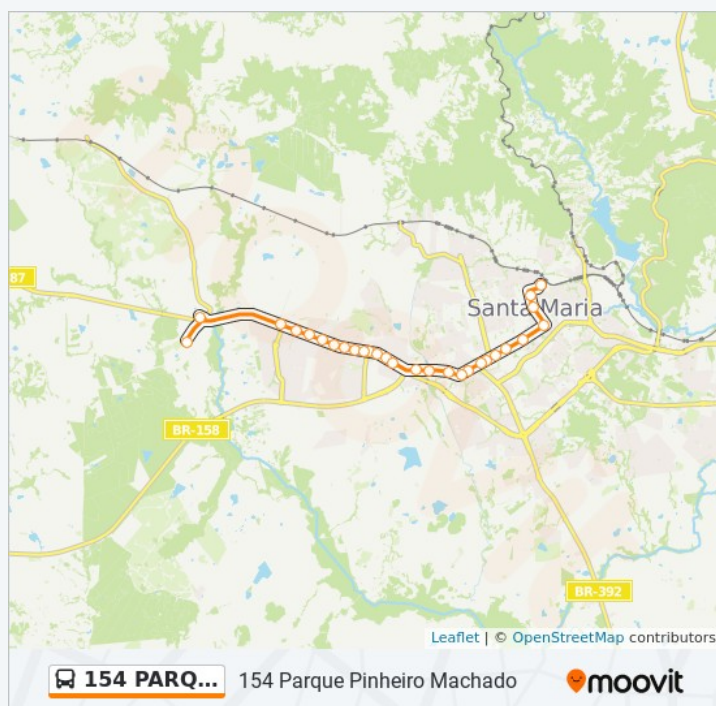 87
Santa Maria
BR-158
BR-392
Leaflet | © OpenStreetMap contributors
154 PARQ... 154 Parque Pinheiro Machado moovit